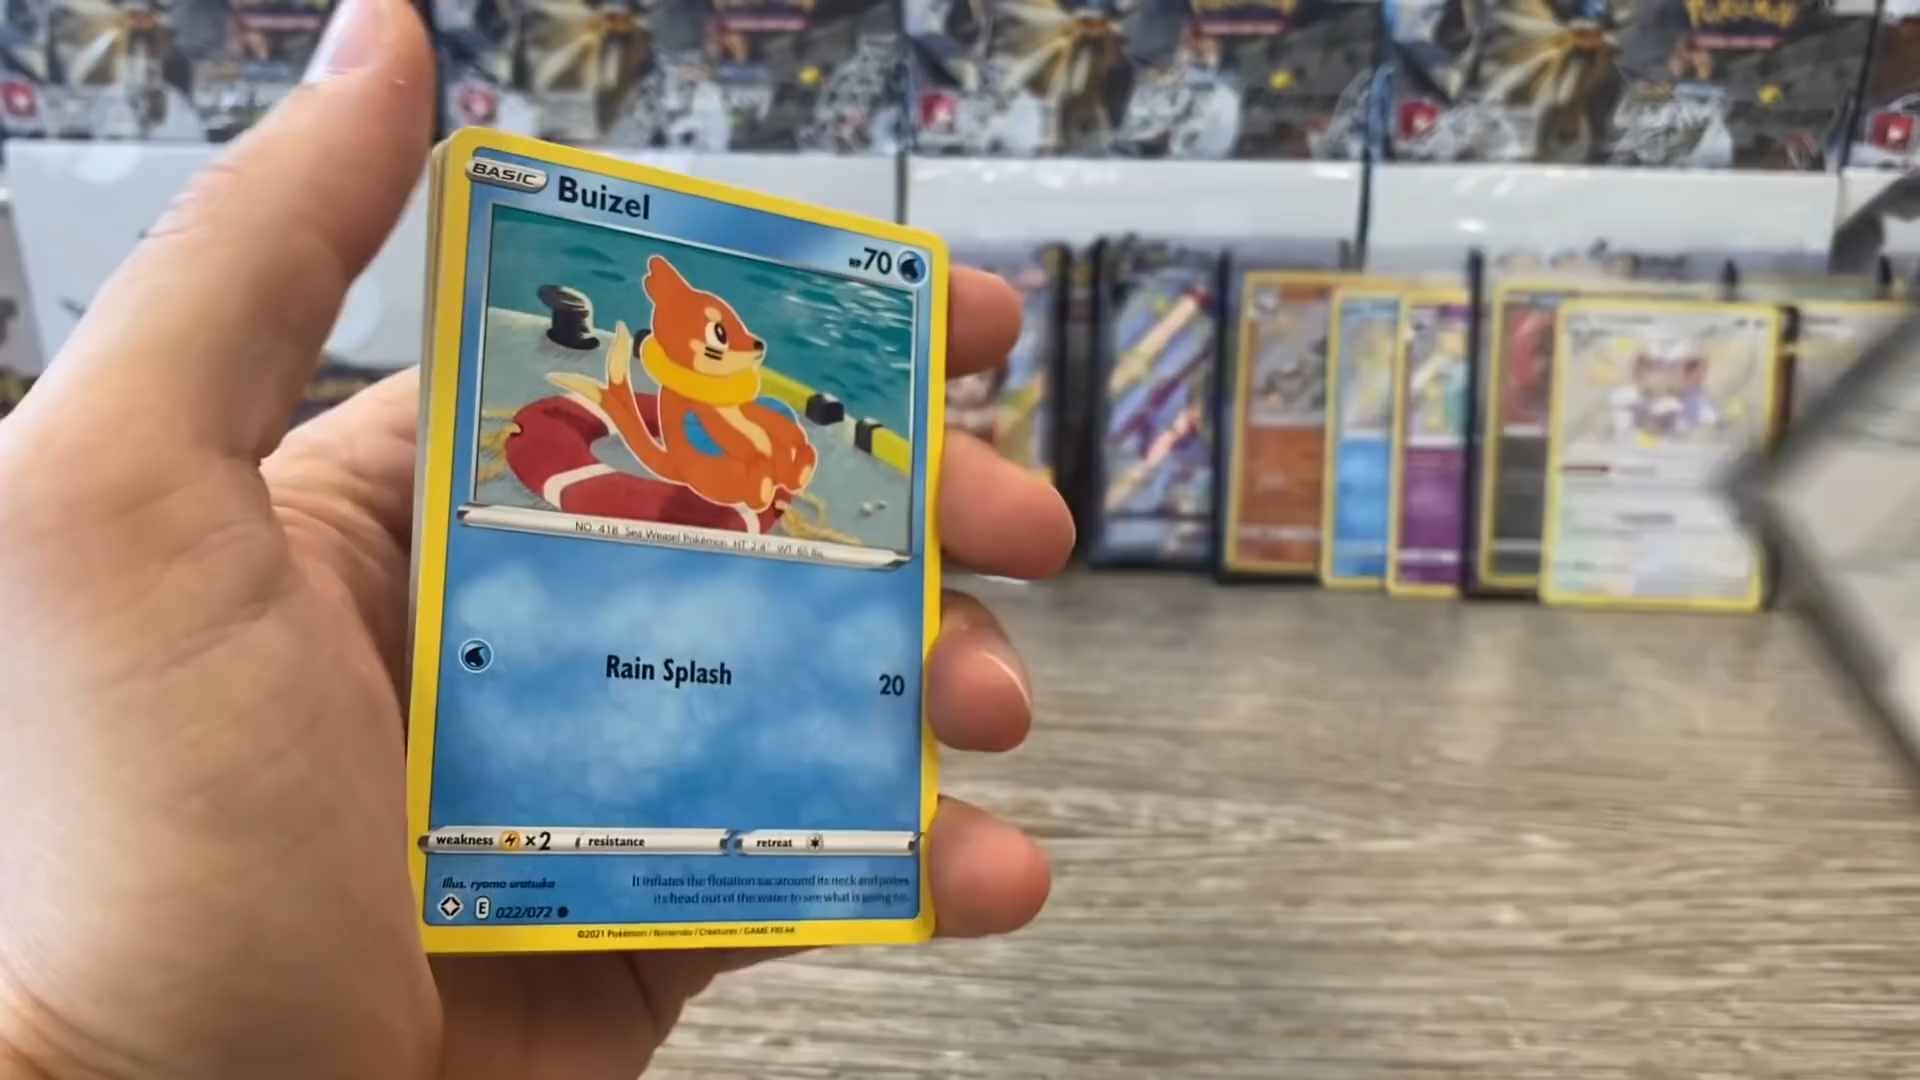 BASIC Buizel
HP 70
NO. 418 Sea Weasel Pokémon HT 2'4" WT 65 lbs.
Rain Splash 20
weakness ×2 resistance retreat
Illus. ryoma uratsuka
It inflates the flotation sac around its neck and pokes
its head out of the water to see what is going on.
E 022/072
©2021 Pokémon / Nintendo / Creatures / GAME FREAK